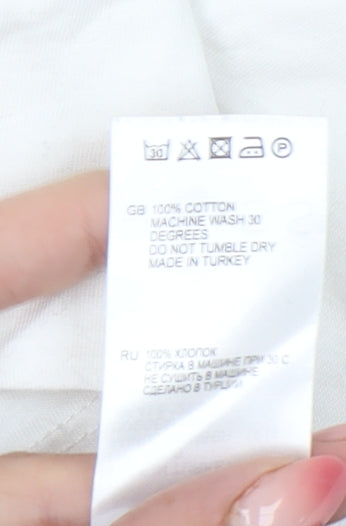 30 P
GB 100% COTTON
MACHINE WASH 30
DEGREES
DO NOT TUMBLE DRY
MADE IN TURKEY
RU 100% ХЛОПОК
СТИРКА В МАШИНЕ ПРИ 30 С
НЕ СУШИТЬ В МАШИНЕ
СДЕЛАНО В ТУРЦИИ